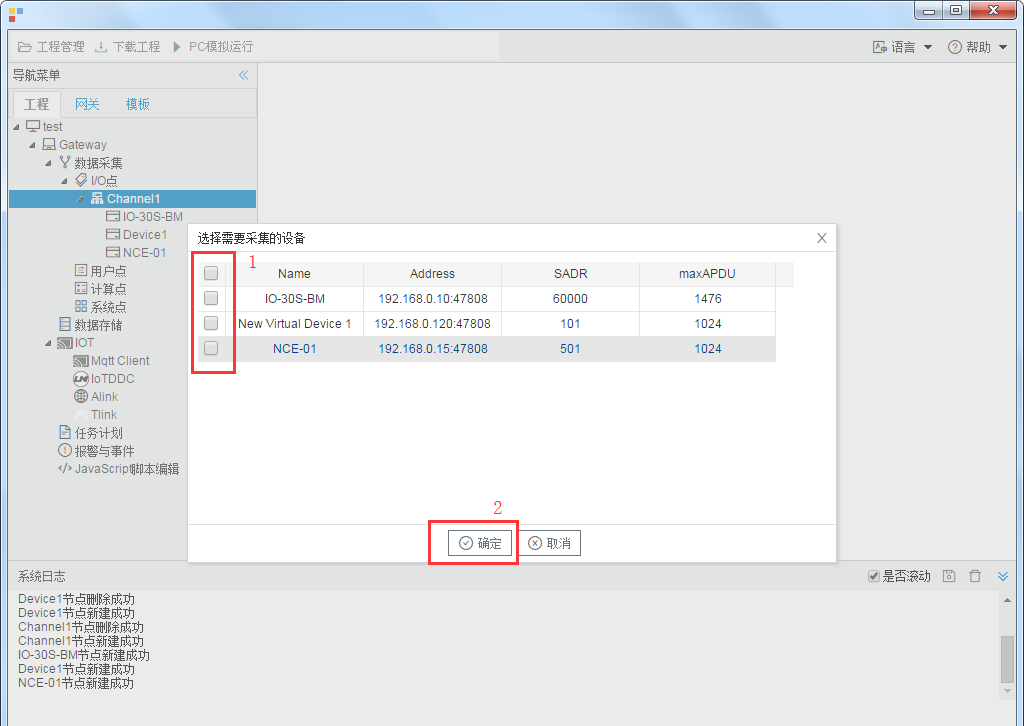 工程管理 下载工程 PC模拟运行 语言 帮助
导航菜单
工程 网关 模板
test
Gateway
数据采集
I/O点
Channel1
IO-30S-BM
Device1
NCE-01
用户点
计算点
系统点
数据存储
IOT
Mqtt Client
IoTDDC
Alink
Tlink
任务计划
报警与事件
JavaScript脚本编辑
选择需要采集的设备
1
Name Address SADR maxAPDU
IO-30S-BM 192.168.0.10:47808 60000 1476
New Virtual Device 1 192.168.0.120:47808 101 1024
NCE-01 192.168.0.15:47808 501 1024
2
确定 取消
系统日志 是否滚动
Device1节点删除成功
Device1节点新建成功
Channel1节点删除成功
Channel1节点新建成功
IO-30S-BM节点新建成功
Device1节点新建成功
NCE-01节点新建成功